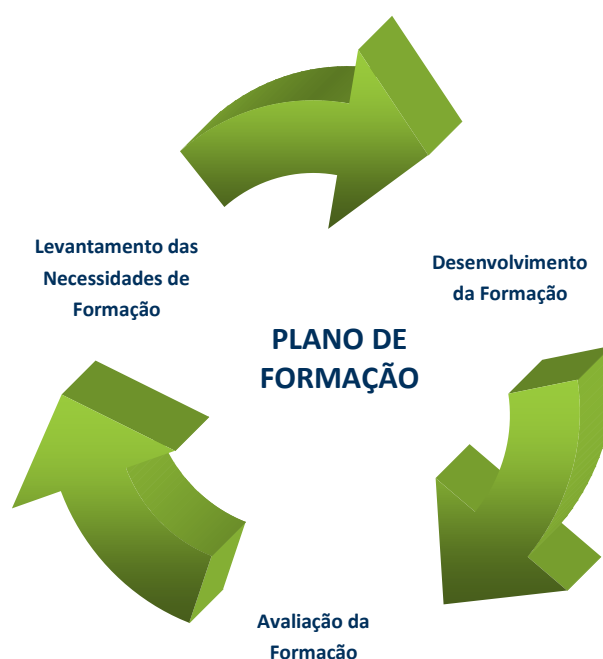 Levantamento das
Necessidades de
Formação
Desenvolvimento
da Formação
PLANO DE
FORMAÇÃO
Avaliação da
Formação